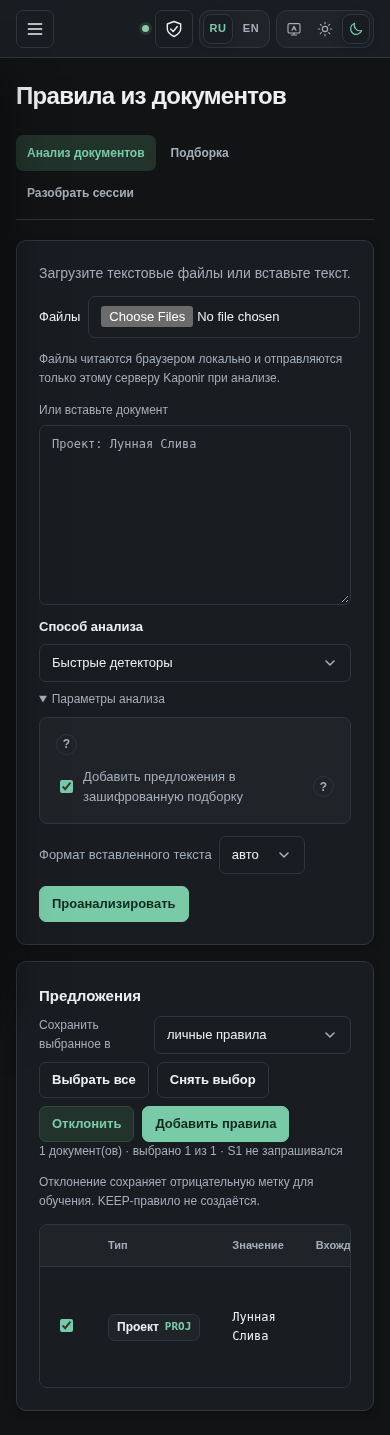 RU EN
Правила из документов
Анализ документов Подборка
Разобрать сессии
Загрузите текстовые файлы или вставьте текст.
Файлы Choose Files No file chosen
Файлы читаются браузером локально и отправляются
только этому серверу Kaponir при анализе.
Или вставьте документ
Проект: Лунная Слива
Способ анализа
Быстрые детекторы
Параметры анализа
?
Добавить предложения в
зашифрованную подборку
?
Формат вставленного текста авто
Проанализировать
Предложения
Сохранить
выбранное в
личные правила
Выбрать все Снять выбор
Отклонить Добавить правила
1 документ(ов) · выбрано 1 из 1 · S1 не запрашивался
Отклонение сохраняет отрицательную метку для
обучения. KEEP-правило не создаётся.
Тип Значение Вхожд
Проект PROJ
Лунная
Слива